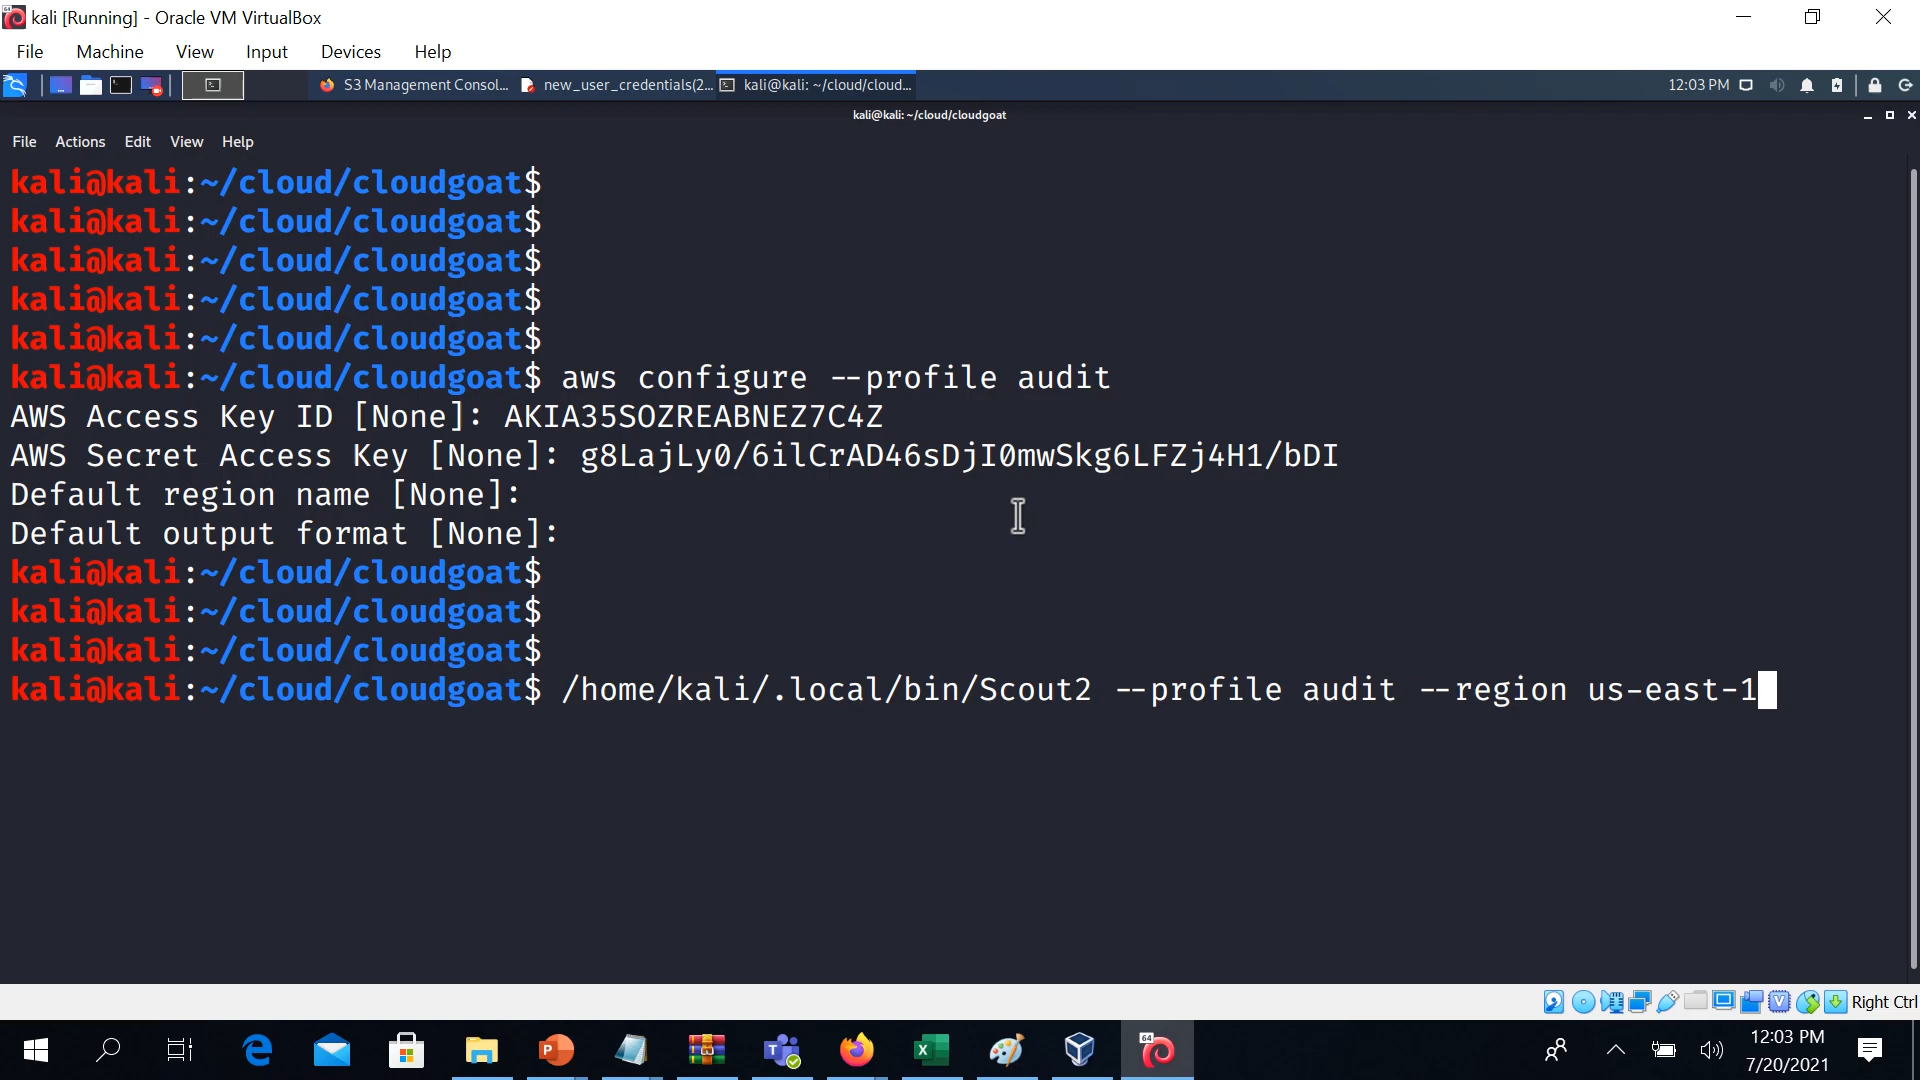 kali [Running] - Oracle VM VirtualBox
File Machine View Input Devices Help
S3 Management Consol... new_user_credentials(2... kali@kali: ~/cloud/cloud... 12:03 PM
kali@kali: ~/cloud/cloudgoat
File Actions Edit View Help
kali@kali:~/cloud/cloudgoat$
kali@kali:~/cloud/cloudgoat$
kali@kali:~/cloud/cloudgoat$
kali@kali:~/cloud/cloudgoat$
kali@kali:~/cloud/cloudgoat$
kali@kali:~/cloud/cloudgoat$ aws configure --profile audit
AWS Access Key ID [None]: AKIA35SOZREABNEZ7C4Z
AWS Secret Access Key [None]: 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
Default region name [None]:
Default output format [None]:
kali@kali:~/cloud/cloudgoat$
kali@kali:~/cloud/cloudgoat$
kali@kali:~/cloud/cloudgoat$
kali@kali:~/cloud/cloudgoat$ /home/kali/.local/bin/Scout2 --profile audit --region us-east-1
Right Ctrl
12:03 PM
7/20/2021